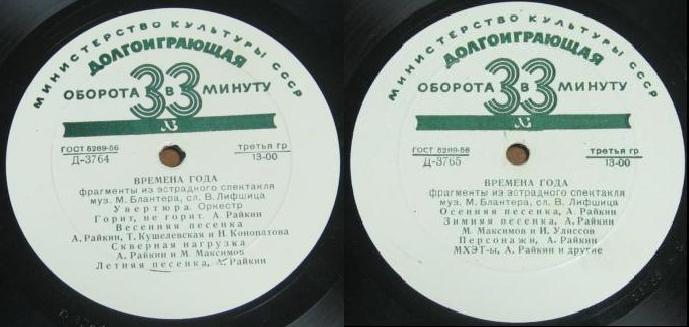 МИНИСТЕРСТВО КУЛЬТУРЫ СССР
ДОЛГОИГРАЮЩАЯ
ОБОРОТА 33 МИНУТУ
В
ГОСТ 5289-56
Д-3764
третья гр
13-00
ВРЕМЕНА ГОДА
фрагменты из эстрадного спектакля
муз. М. Блантера, сл. В. Лифшица
Увертюра. Оркестр
Горит, не горит. А. Райкин
Весенняя песенка
А. Райкин, Т. Кушелевская и Н Конопатова
Скверная нагрузка
А. Райкин и М. Максимов
Летняя песенка, А. Райкин
МИНИСТЕРСТВО КУЛЬТУРЫ СССР
ДОЛГОИГРАЮЩАЯ
ОБОРОТА 33 МИНУТУ
В
ГОСТ 5289-56
Д-3765
третья гр
13-00
ВРЕМЕНА ГОДА
фрагменты из эстрадного спектакля
муз. М. Блантера, сл. В. Лифшица
Осенняя песенка, А. Райкин
Зимняя песенка, А. Райкин
М. Максимов и И. Улиссов
Персонажи, А. Райкин
МХЭТ-ы, А. Райкин и другие